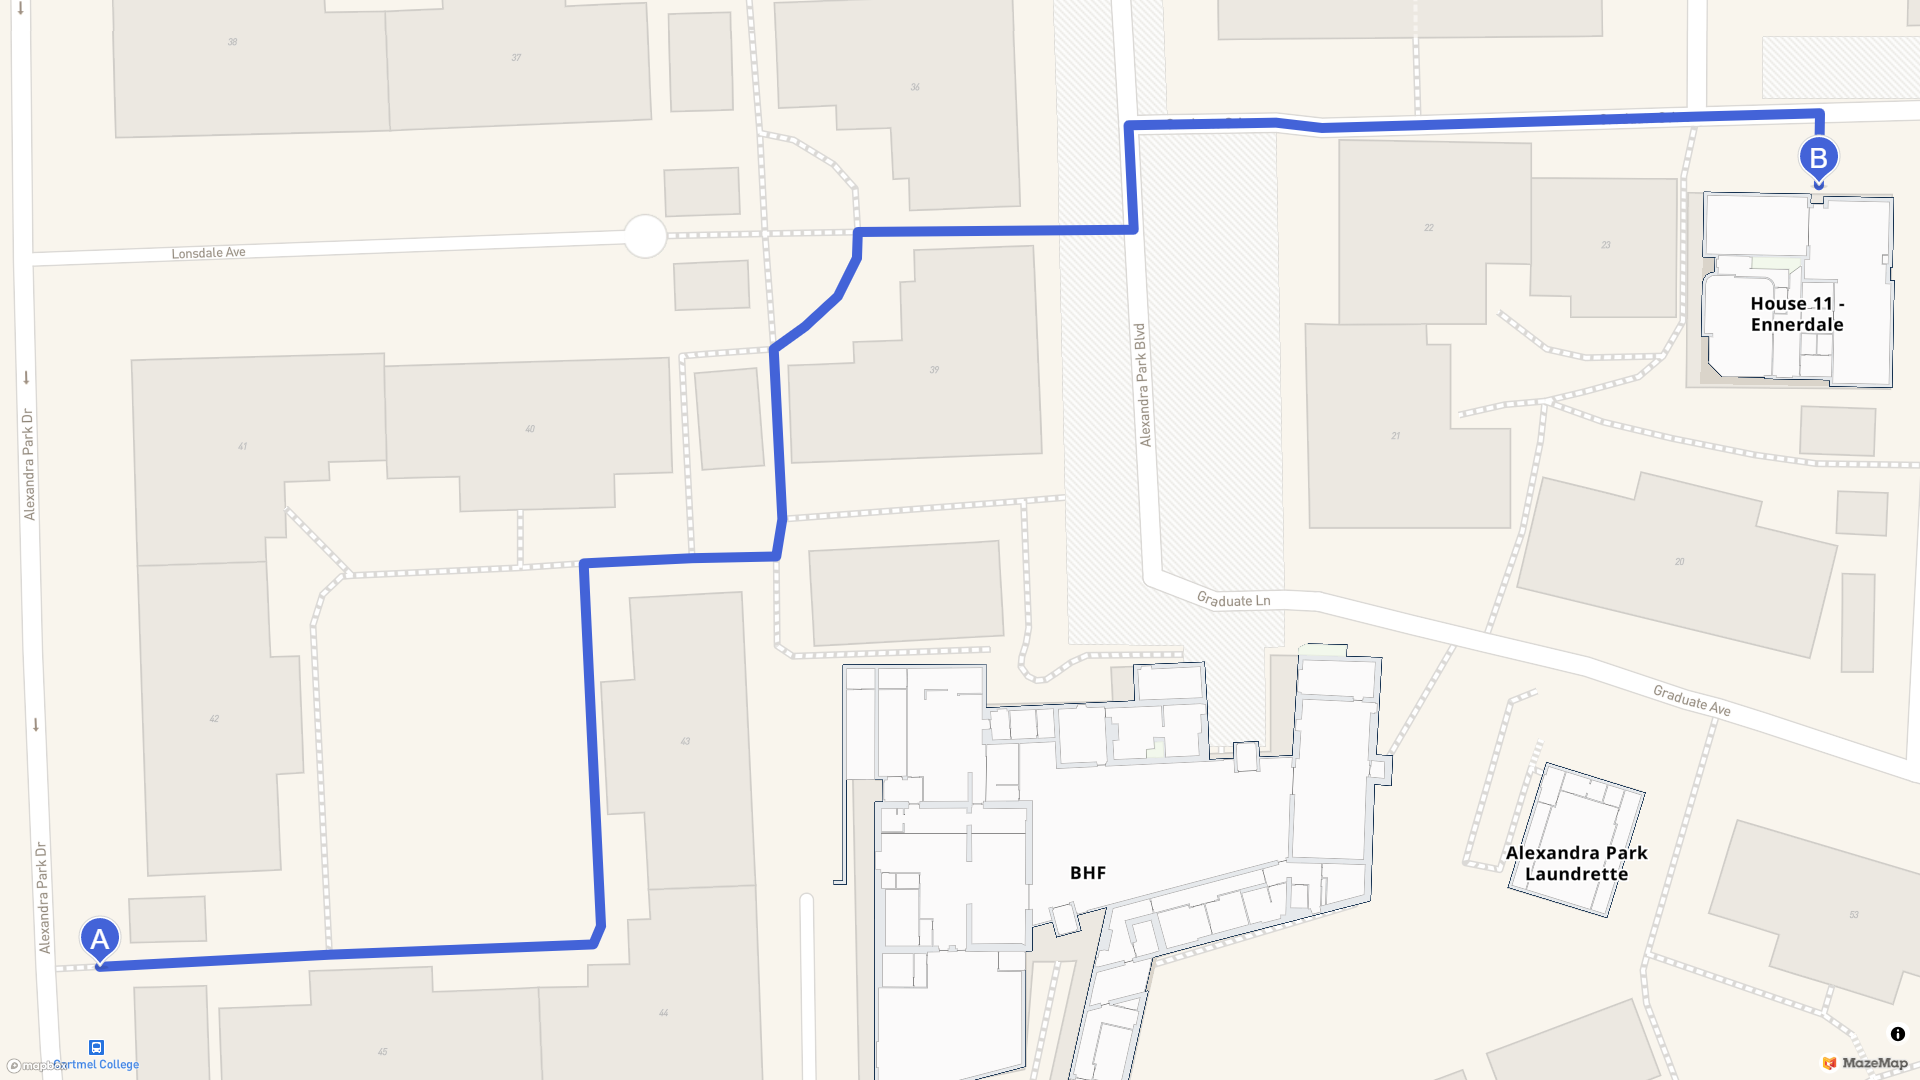 38
37
36
Lonsdale Ave
22
23
House 11 -
Ennerdale
Alexandra Park Blvd
39
40
41
21
Alexandra Park Dr
20
Graduate Ln
Graduate Ave
42
43
Alexandra Park
Laundrette
BHF
53
Alexandra Park Dr
A
B
44
45
Cartmel College
mapbox
MazeMap